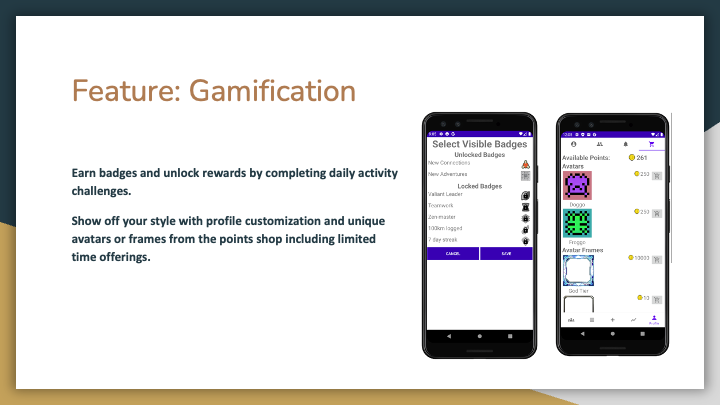 Feature: Gamification
Earn badges and unlock rewards by completing daily activity
challenges.
Show off your style with profile customization and unique
avatars or frames from the points shop including limited
time offerings.
Select Visible Badges
Unlocked Badges
New Connections
New Adventures
Locked Badges
Valiant Leader
Teamwork
Zen master
100km logged
7 day streak
CANCEL
SAVE
Available Points:
261
Avatars
250
Doggo
250
Froggo
Avatar Frames
10000
God Tier
10